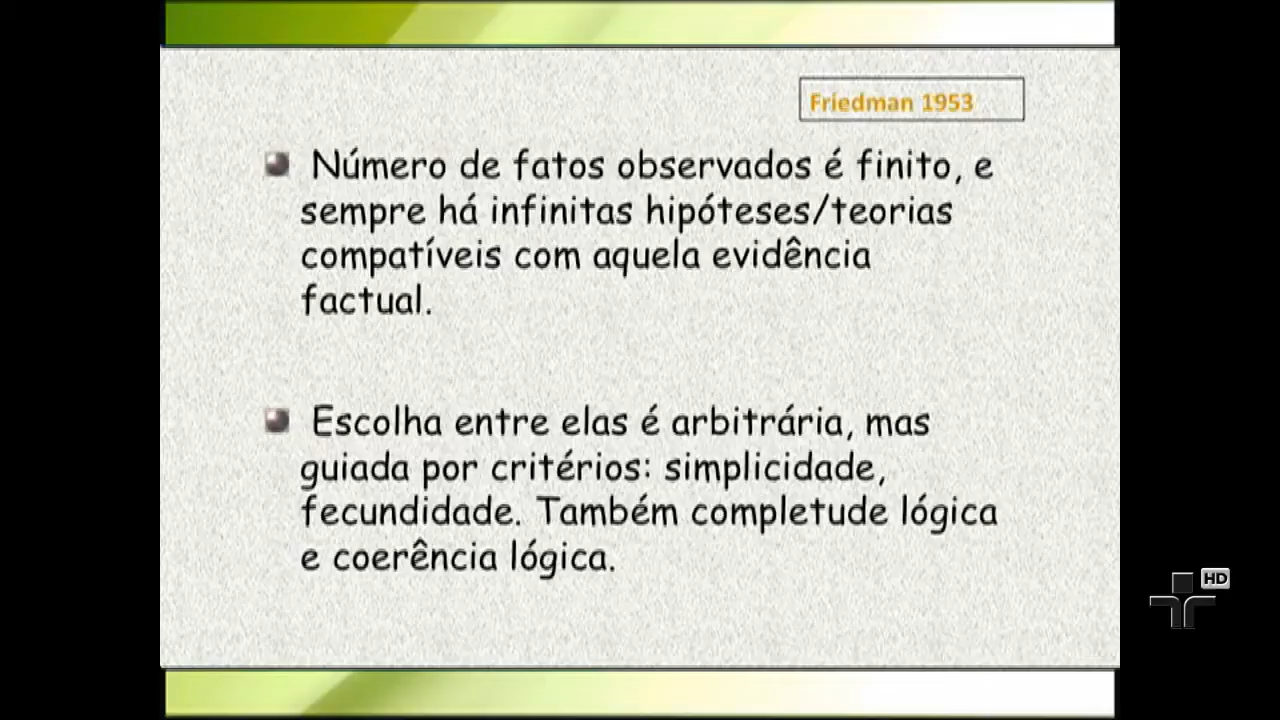 Friedman 1953
Número de fatos observados é finito, e
sempre há infinitas hipóteses/teorias
compatíveis com aquela evidência
factual.
Escolha entre elas é arbitrária, mas
guiada por critérios: simplicidade,
fecundidade. Também completude lógica
e coerência lógica.
HD